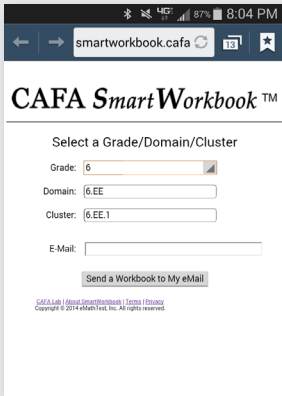 4G 87% 8:04 PM
smartworkbook.cafa 13
CAFA SmartWorkbook ™
Select a Grade/Domain/Cluster
Grade: 6
Domain: 6.EE
Cluster: 6.EE.1
E-Mail:
Send a Workbook to My eMail
CAFA Lab | About SmartWorkbook | Terms | Privacy
Copyright © 2014 eMathTest, Inc. All rights reserved.